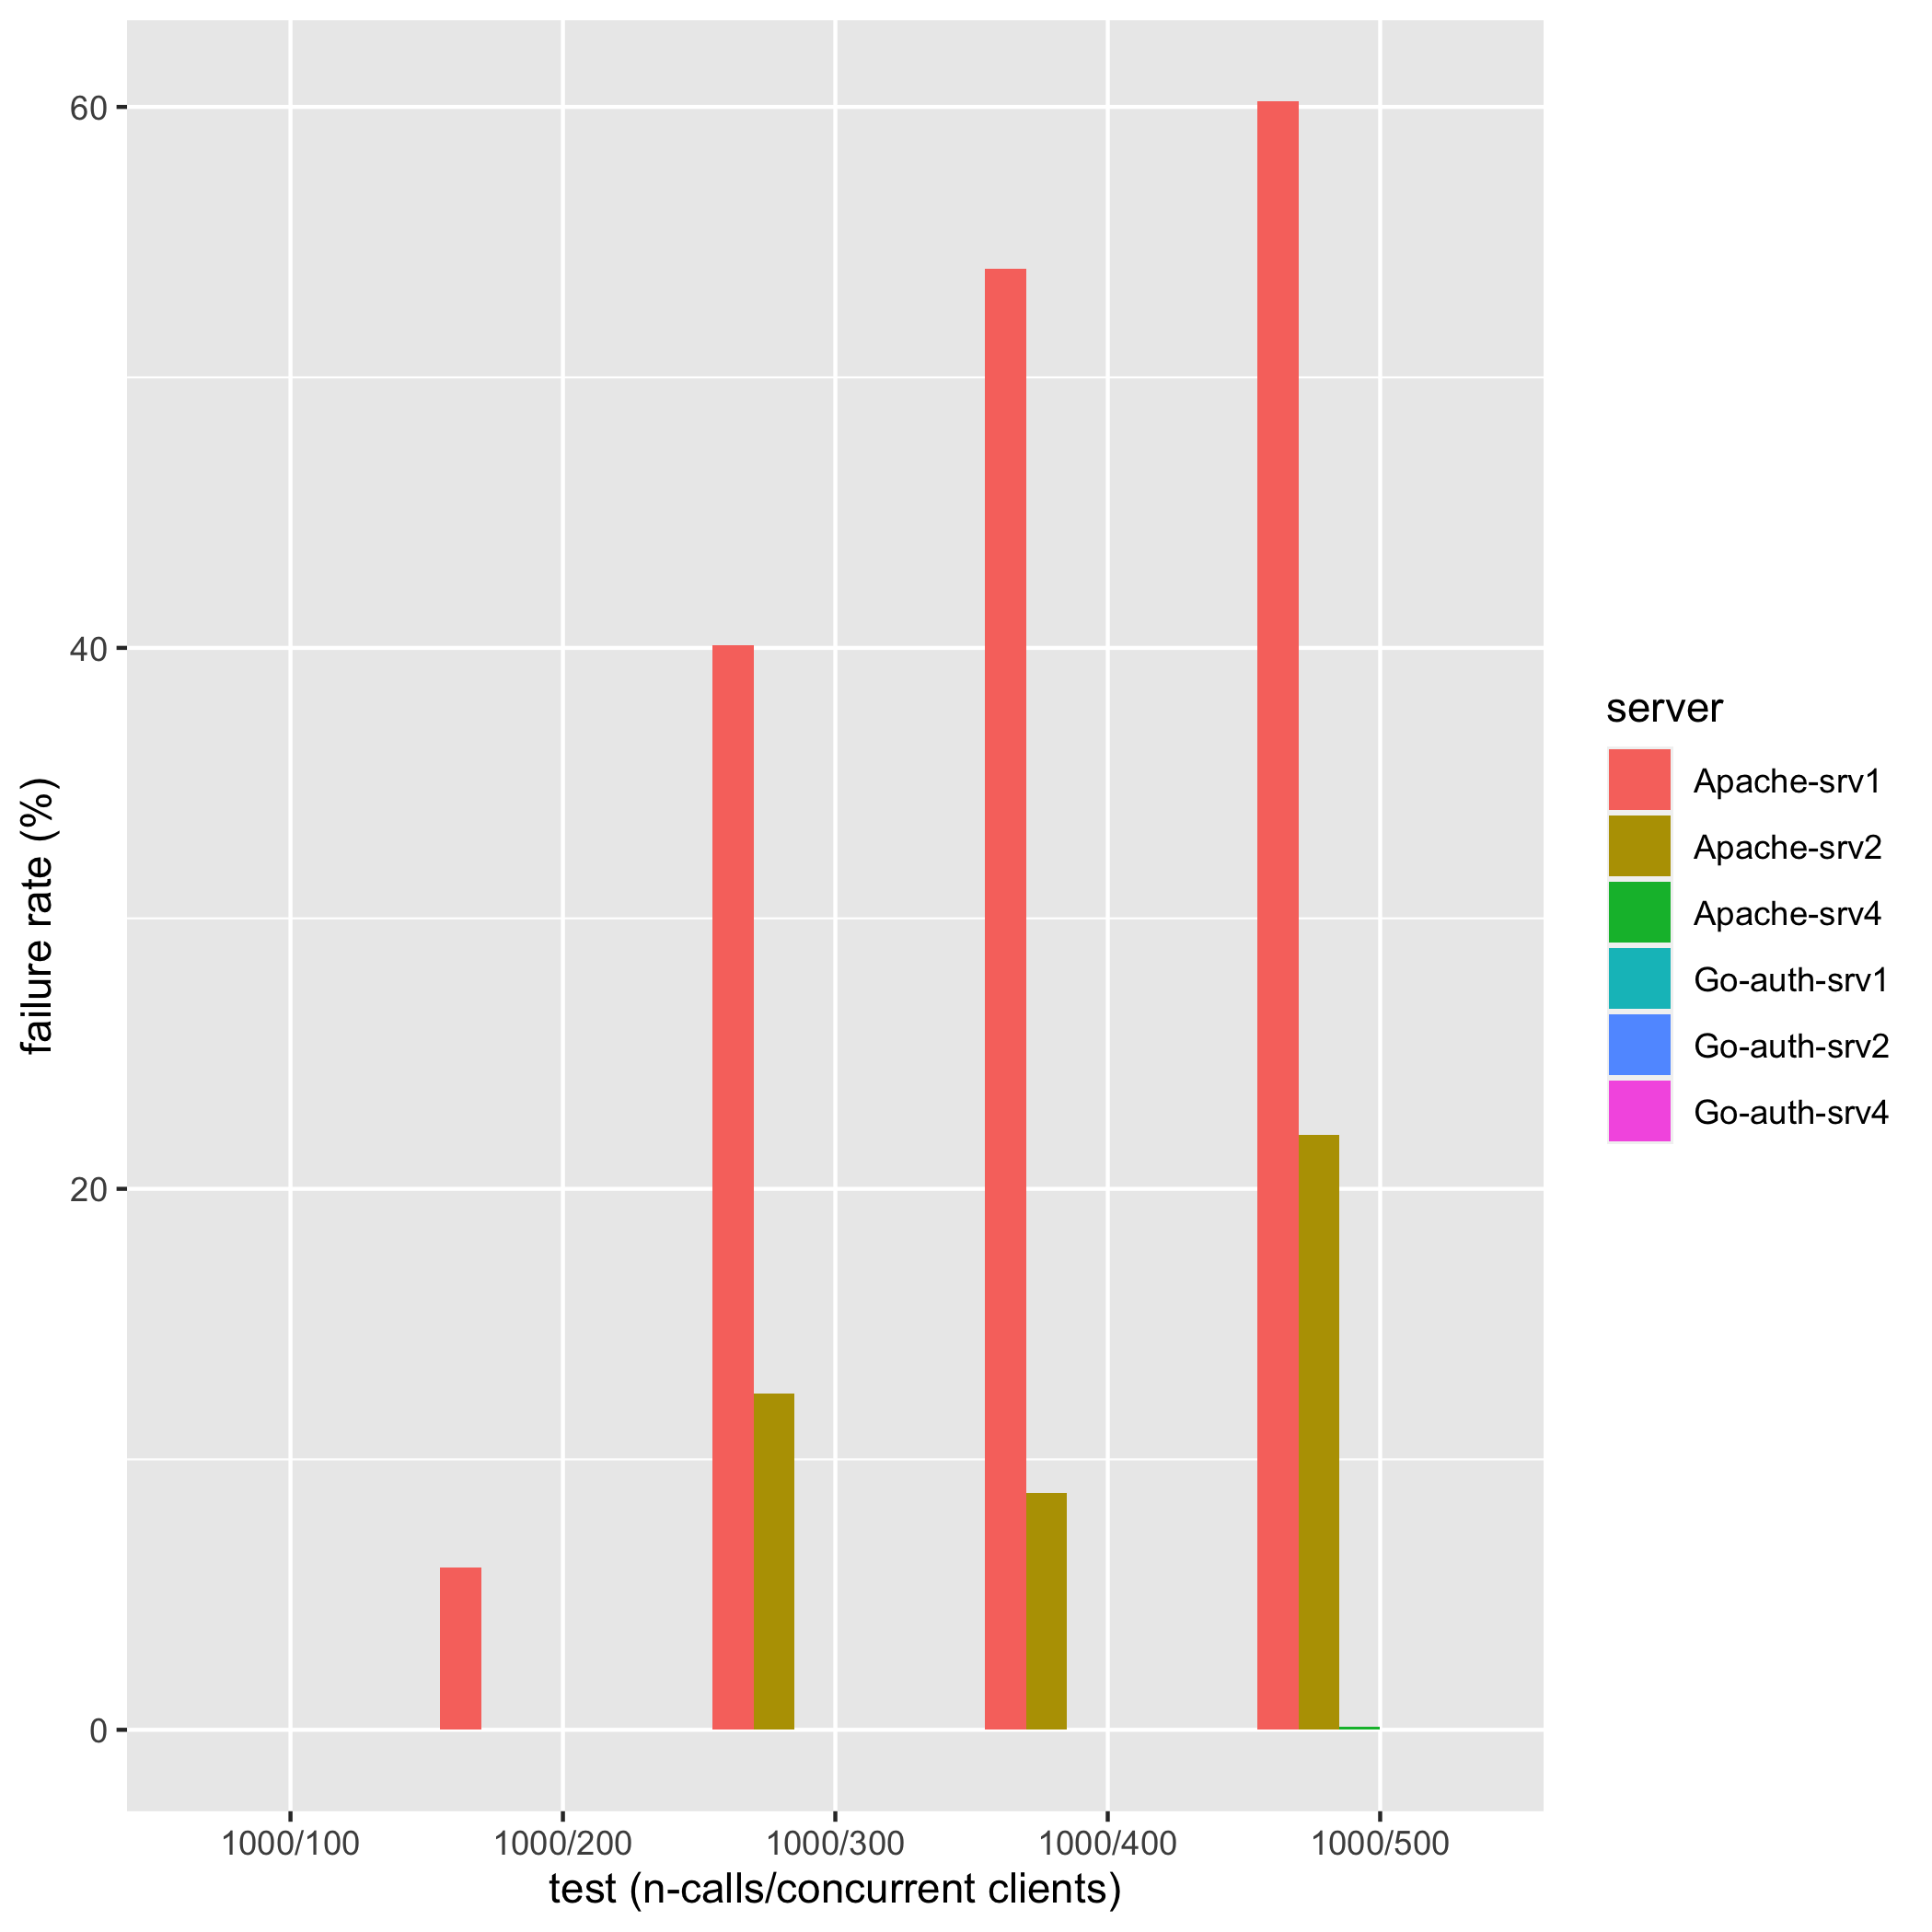 failure rate (%)
60
40
20
0
1000/100
1000/200
1000/300
1000/400
1000/500
test (n-calls/concurrent clients)
server
Apache-srv1
Apache-srv2
Apache-srv4
Go-auth-srv1
Go-auth-srv2
Go-auth-srv4